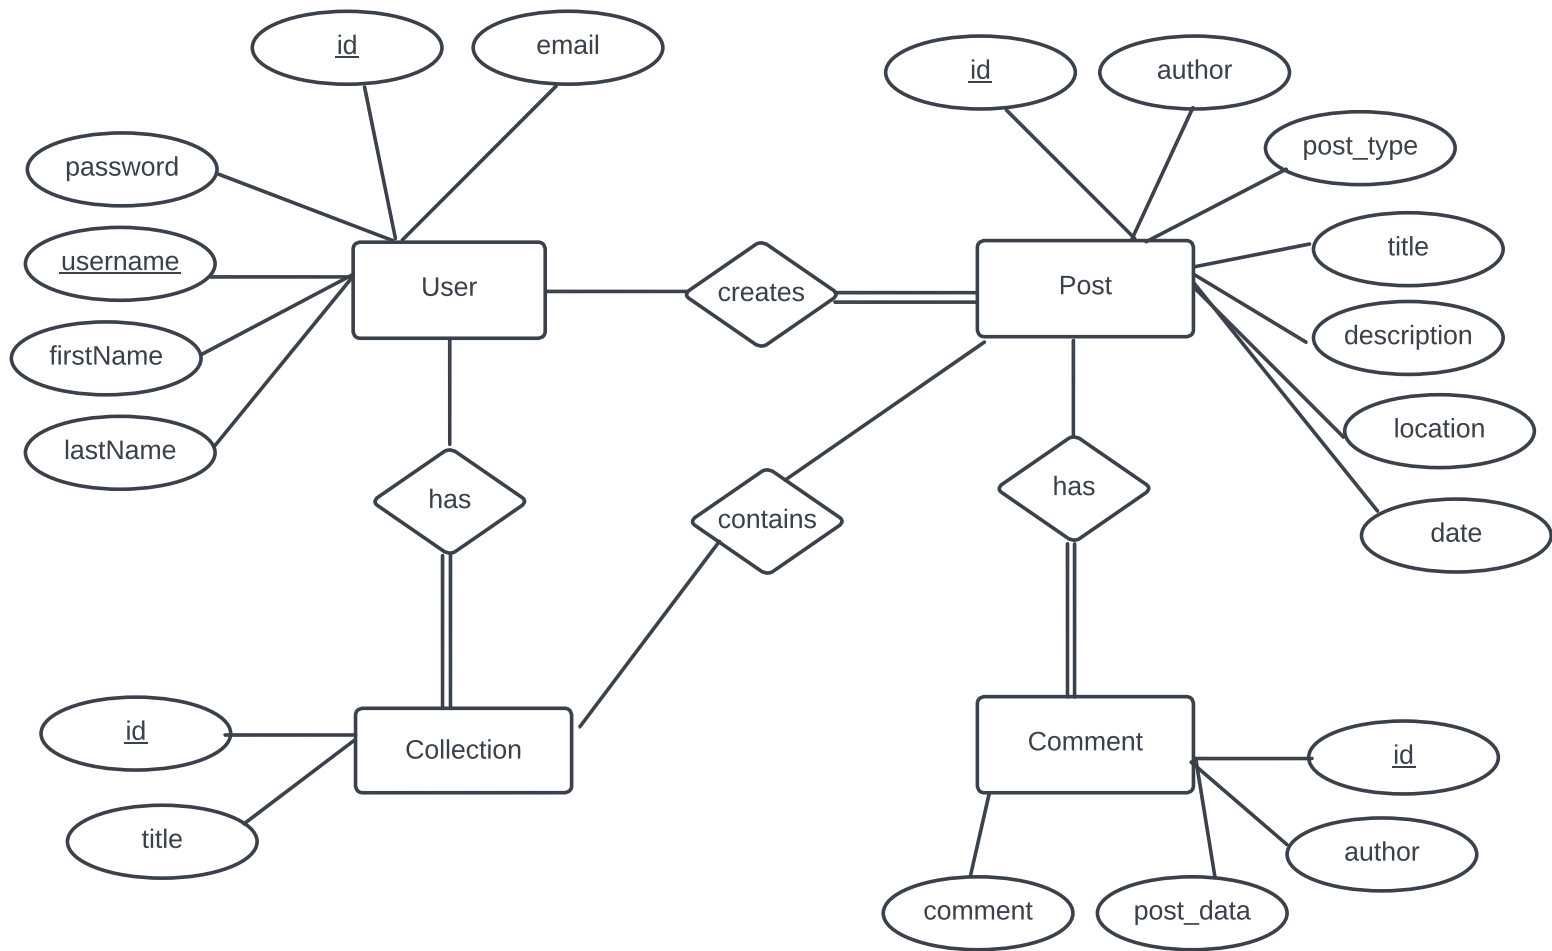 id
email
id
author
post_type
password
username
title
User
creates
Post
description
firstName
lastName
location
has
contains
has
date
id
Collection
Comment
id
title
author
comment
post_data